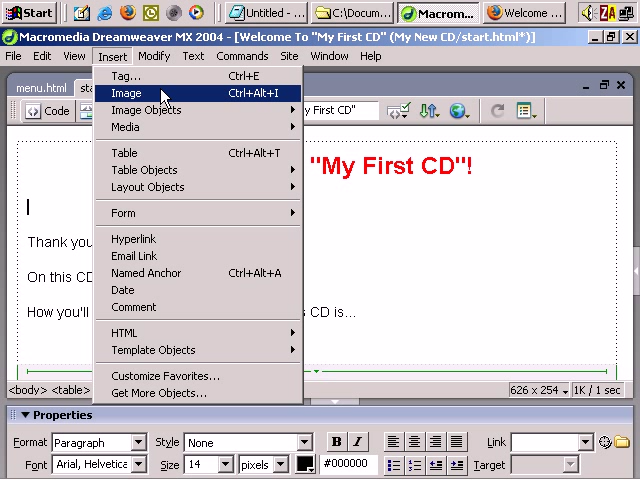 Start
Untitled - ...
C:\Docum...
Macrom...
Welcome ...
ZA
Macromedia Dreamweaver MX 2004 - [Welcome To "My First CD" (My New CD/start.html*)]
File Edit View Insert Modify Text Commands Site Window Help
menu.html sta
Code
y First CD"
Tag... Ctrl+E
Image Ctrl+Alt+I
Image Objects
Media
Table Ctrl+Alt+T
Table Objects
Layout Objects
Form
Hyperlink
Email Link
Named Anchor Ctrl+Alt+A
Date
Comment
HTML
Template Objects
Customize Favorites...
Get More Objects...
"My First CD"!
Thank you
On this CD
How you'll
s CD is...
<body> <table>
626 x 254
1K / 1 sec
Properties
Format Paragraph Style None B I Link
Font Arial, Helvetica Size 14 pixels #000000 Target